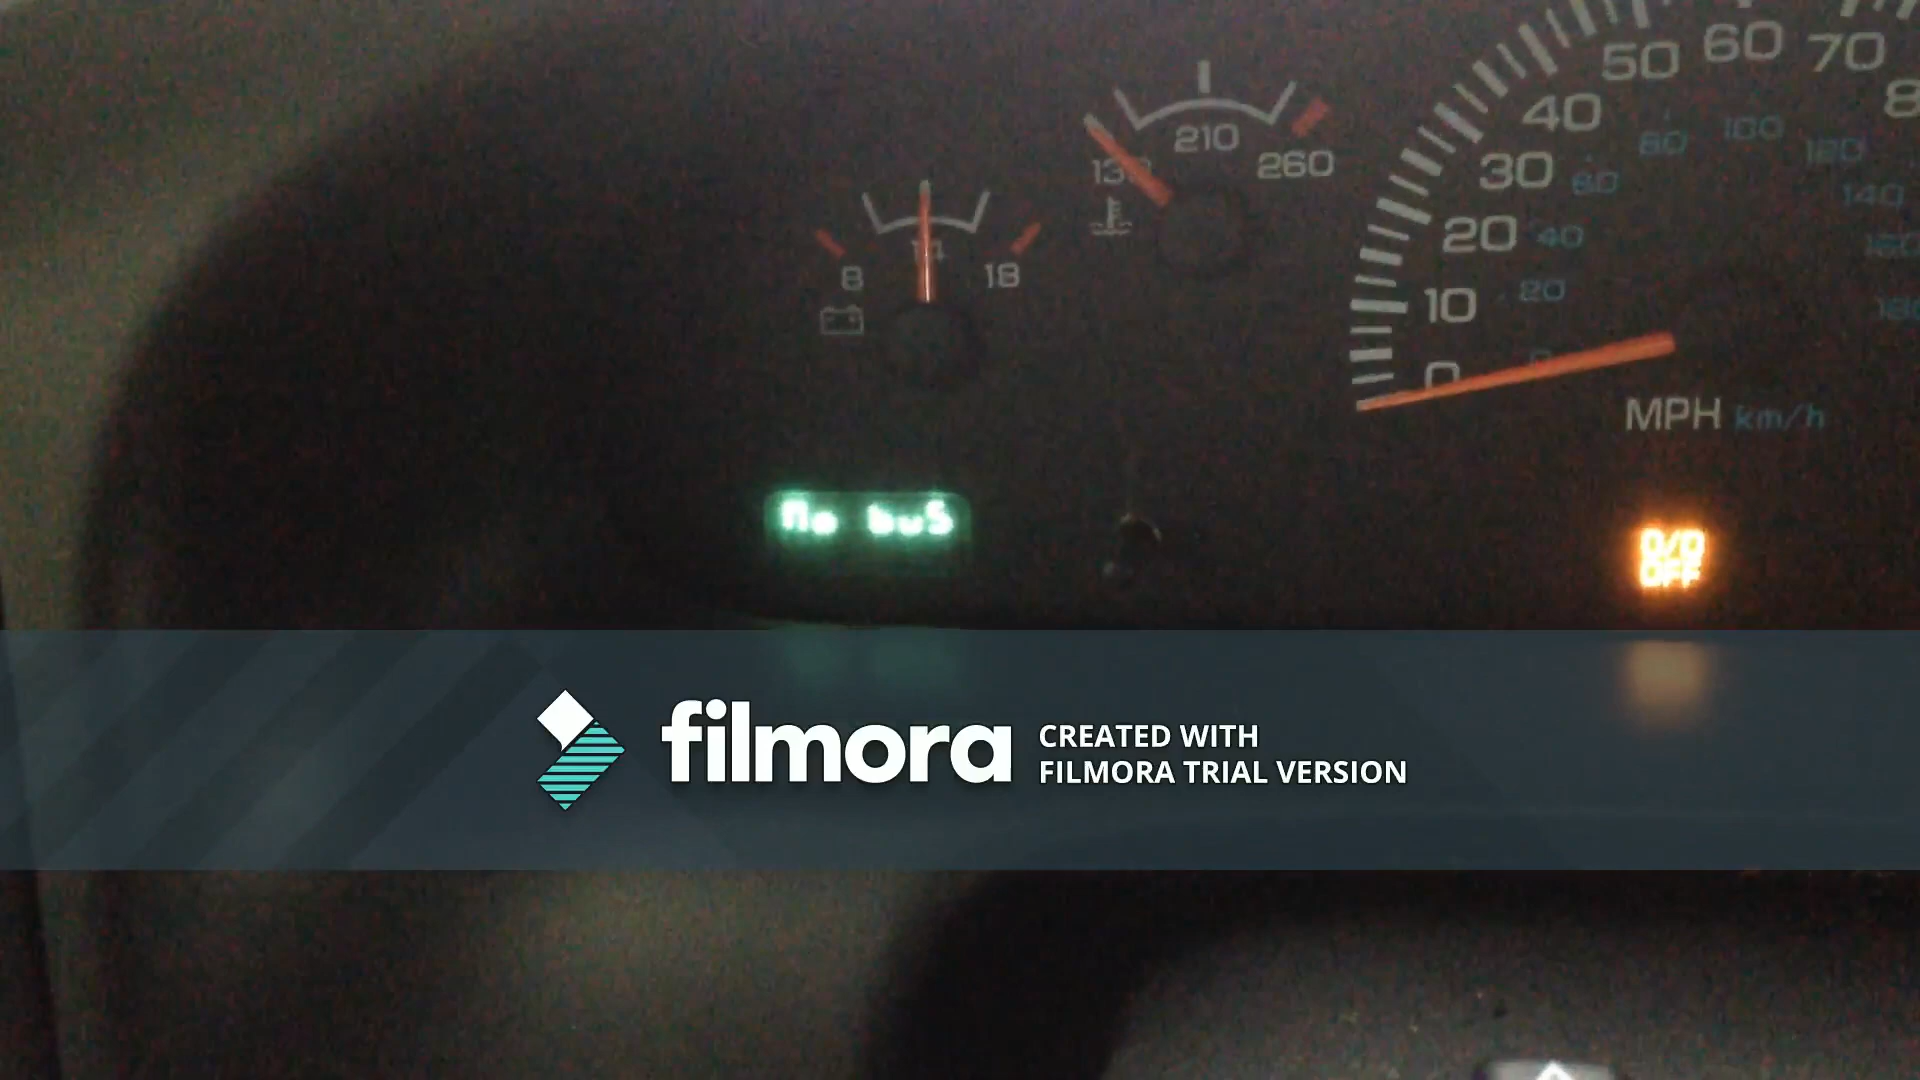 50 60 70
40
80 100 120
30 60
140
20 40
10 20
0
MPH km/h
210
260
8 14 18
no buS
O/D
OFF
filmora
CREATED WITH
FILMORA TRIAL VERSION